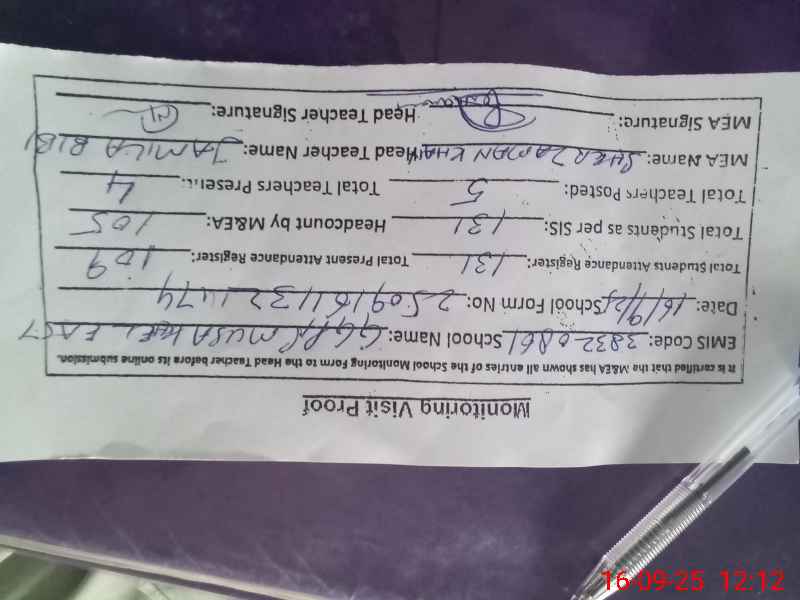 Monitoring Visit Proof
It is certified that the M&EA has shown all entries of the School Monitoring Form to the Head Teacher before its online submission.
EMIS Code: 38320861 School Name: GGPS MUSA KHEL EAST
Date: 16/9/25 School Form No: 25091611321474
Total Students Attendance Register: 131 Total Present Attendance Register: 109
Total Students as per SIS: 131 Headcount by M&EA: 105
Total Teachers Posted: 5 Total Teachers Present: 4
MEA Name: SHER ZAMAN KHAN Head Teacher Name: JAMILA BIBI
MEA Signature: Head Teacher Signature:
16-09-25 12:12